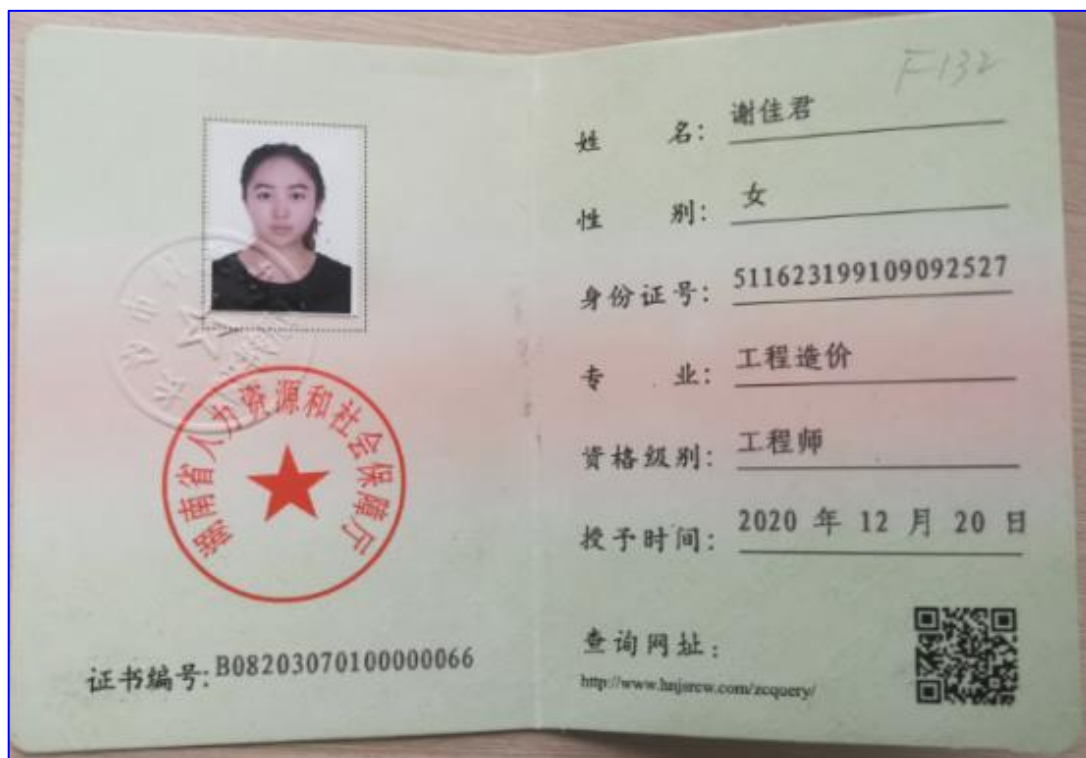 湖南省人力资源和社会保障厅
证书编号:B08203070100000066
F-132
姓 名: 谢佳君
性 别: 女
身份证号: 511623199109092527
专 业: 工程造价
资格级别: 工程师
授予时间: 2020 年 12 月 20 日
查询网址:
http://www.hnjsrcw.com/zcquery/